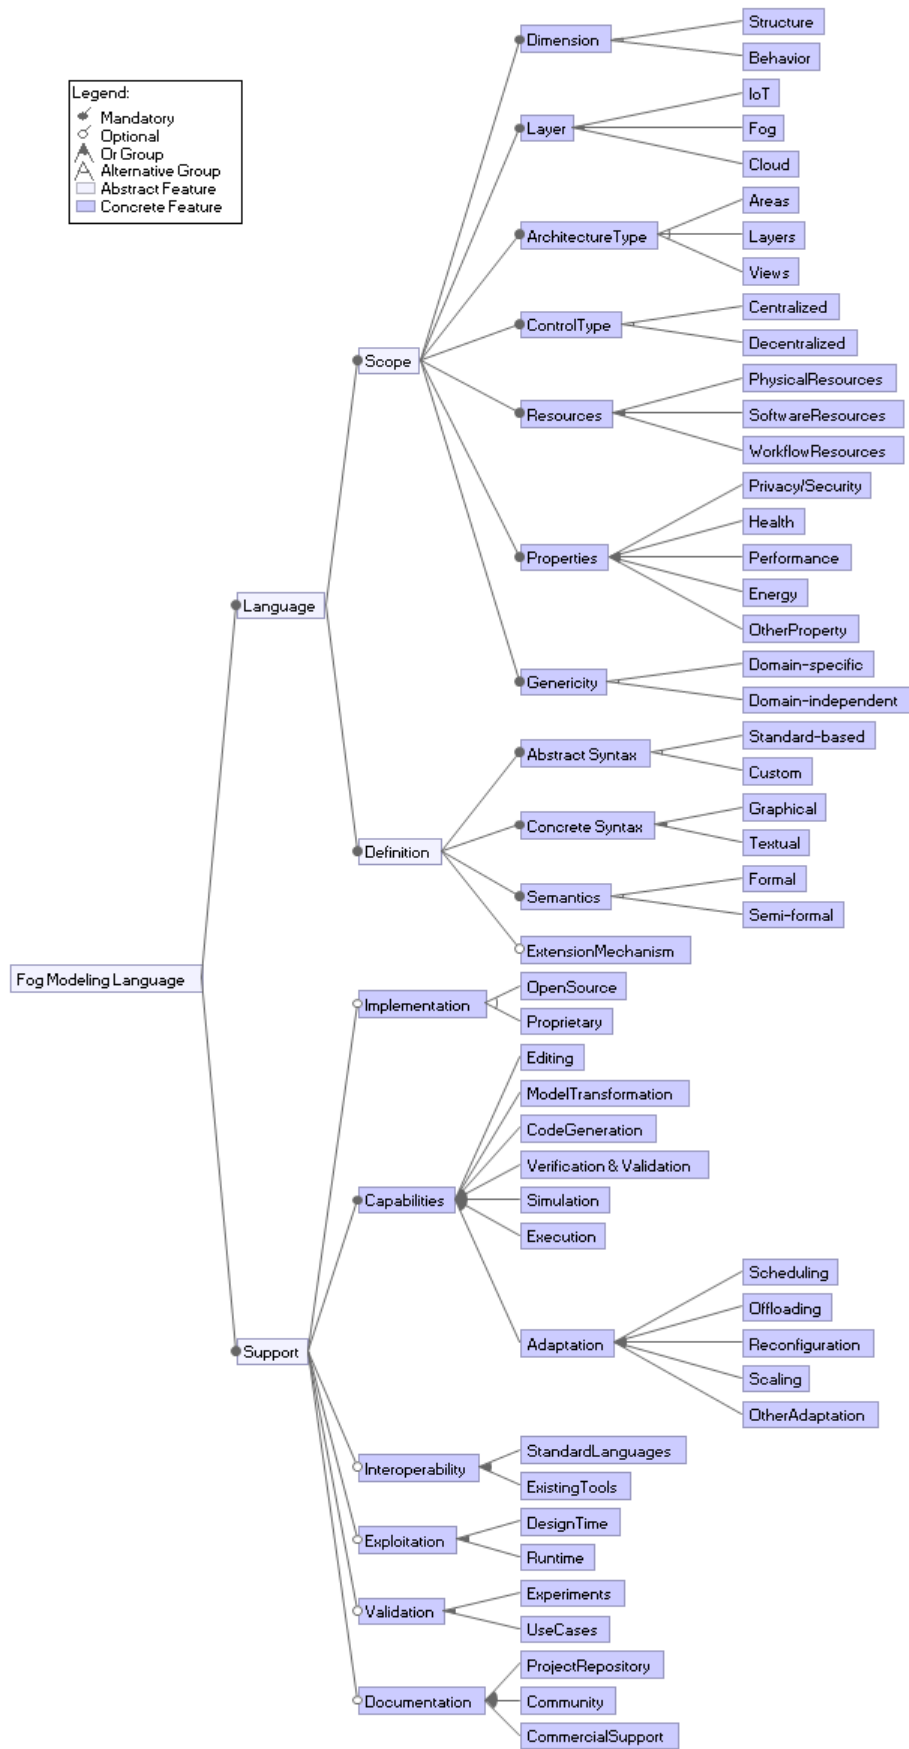 Legend:
Mandatory
Optional
Or Group
Alternative Group
Abstract Feature
Concrete Feature
Fog Modeling Language
Language
Scope
Dimension
Structure
Behavior
Layer
IoT
Fog
Cloud
ArchitectureType
Areas
Layers
Views
ControlType
Centralized
Decentralized
Resources
PhysicalResources
SoftwareResources
WorkflowResources
Properties
Privacy/Security
Health
Performance
Energy
OtherProperty
Genericity
Domain-specific
Domain-independent
Definition
Abstract Syntax
Standard-based
Custom
Concrete Syntax
Graphical
Textual
Semantics
Formal
Semi-formal
ExtensionMechanism
Support
Implementation
OpenSource
Proprietary
Capabilities
Editing
ModelTransformation
CodeGeneration
Verification & Validation
Simulation
Execution
Adaptation
Scheduling
Offloading
Reconfiguration
Scaling
OtherAdaptation
Interoperability
StandardLanguages
ExistingTools
Exploitation
DesignTime
Runtime
Validation
Experiments
UseCases
Documentation
ProjectRepository
Community
CommercialSupport